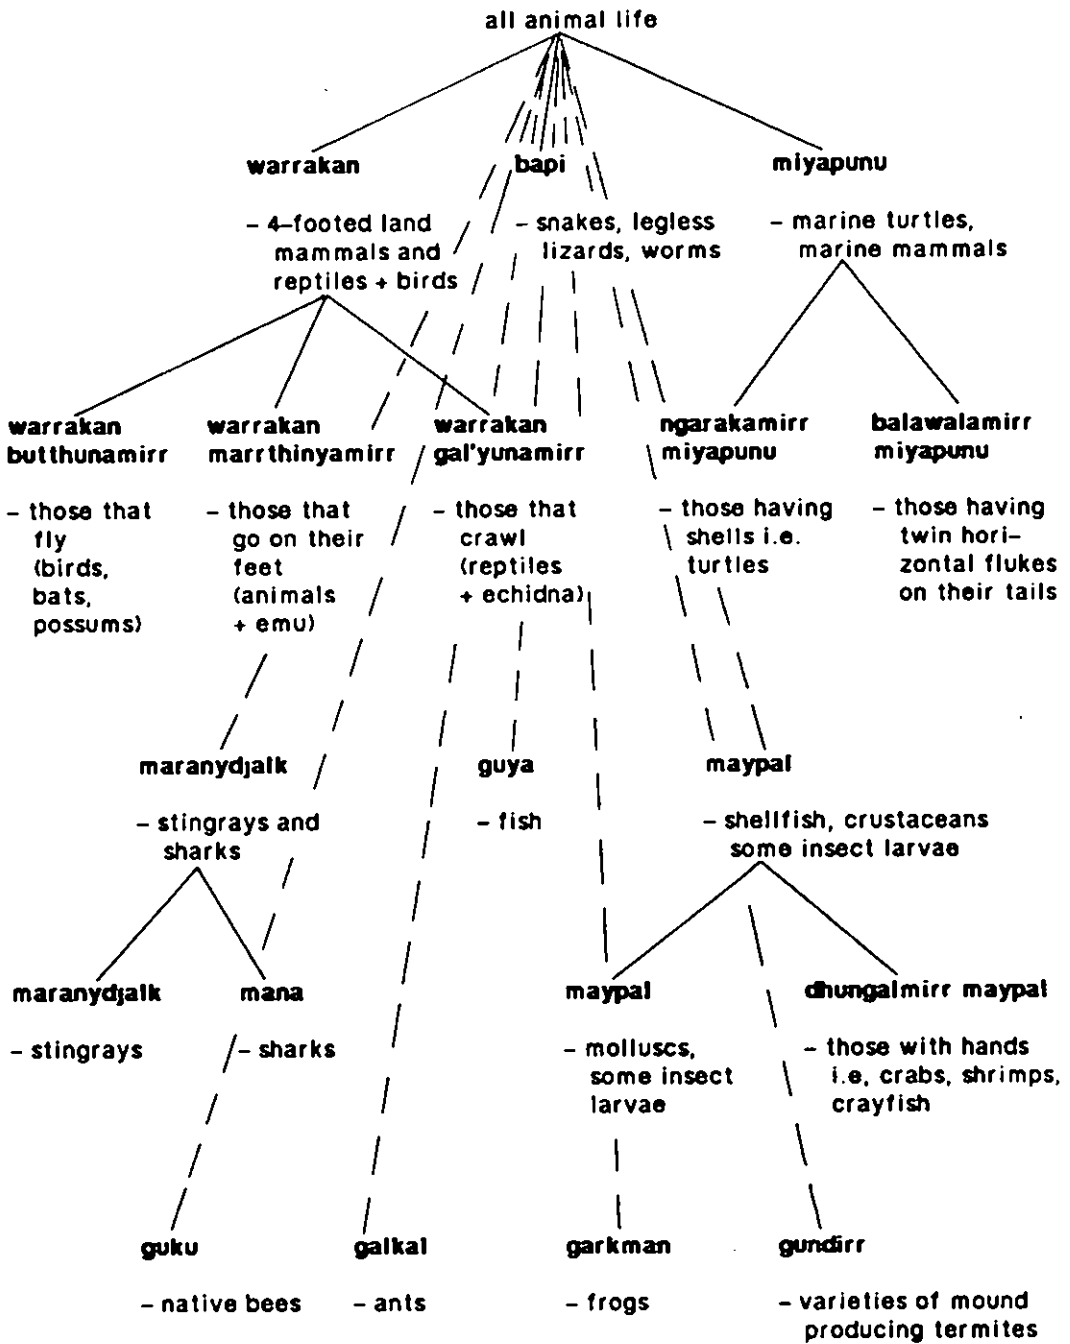 all animal life
warrakan
bapi
miyapunu
- 4-footed land
mammals and
reptiles + birds
- snakes, legless
lizards, worms
- marine turtles,
marine mammals
warrakan
butthunamirr
warrakan
marrthinyamirr
warrakan
gal'yunamirr
ngarakamirr
miyapunu
balawalamirr
miyapunu
- those that
fly
(birds,
bats,
possums)
- those that
go on their
feet
(animals
+ emu)
- those that
crawl
(reptiles
+ echidna)
- those having
shells i.e.
turtles
- those having
twin hori-
zontal flukes
on their tails
maranydjalk
guya
maypal
- stingrays and
sharks
- fish
- shellfish, crustaceans
some insect larvae
maranydjalk
mana
maypal
dhungalmirr maypal
- stingrays
- sharks
- molluscs,
some insect
larvae
- those with hands
i.e, crabs, shrimps,
crayfish
guku
galkal
garkman
gundirr
- native bees
- ants
- frogs
- varieties of mound
producing termites